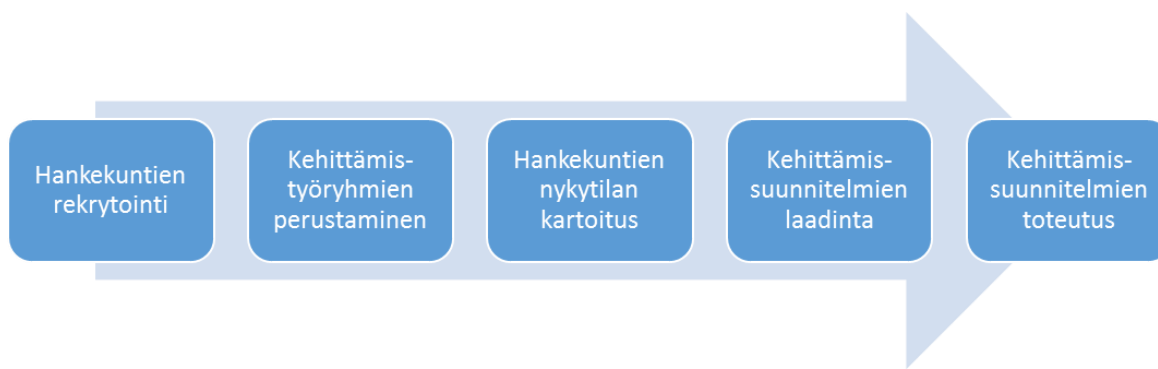 Hankekuntien
rekrytointi
Kehittämis-
työryhmien
perustaminen
Hankekuntien
nykytilan
kartoitus
Kehittämis-
suunnitelmien
laadinta
Kehittämis-
suunnitelmien
toteutus